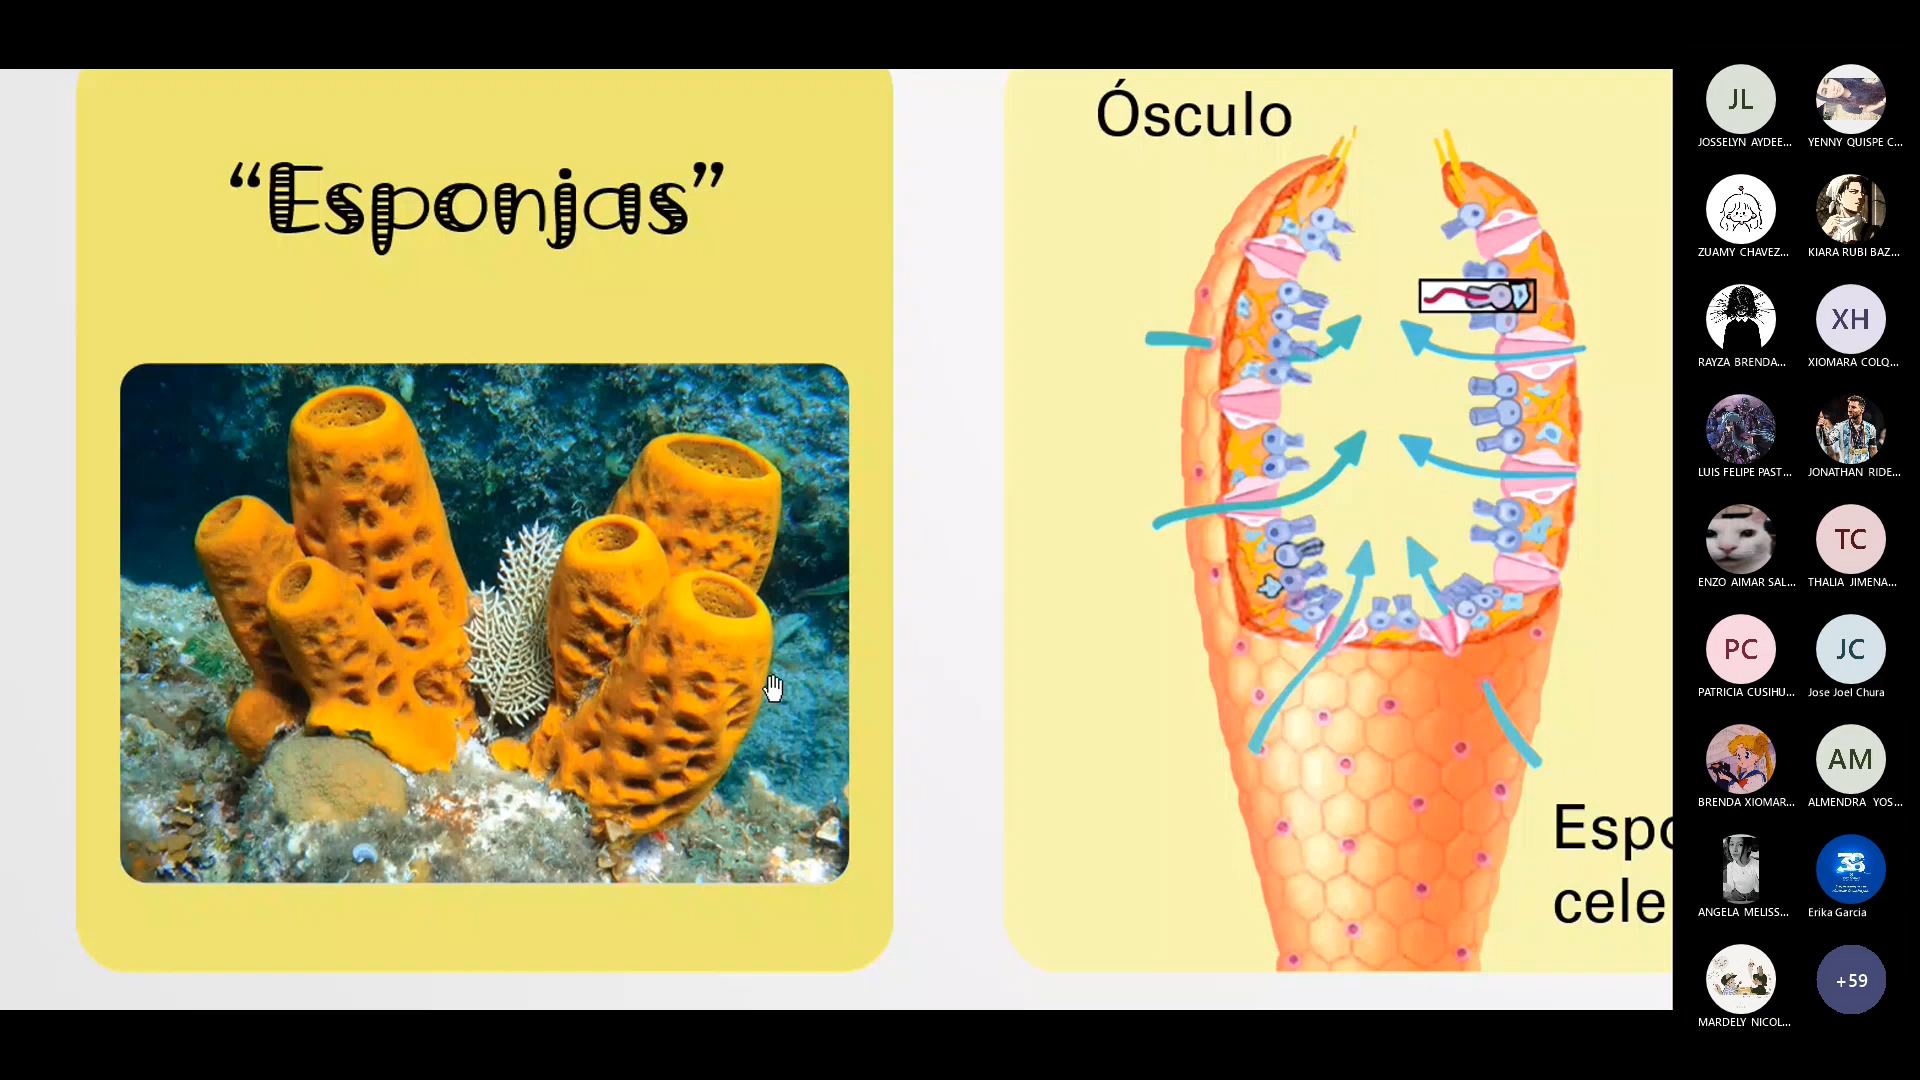 “Esponjas”
Ósculo
Espo
cele
JL
JOSSELYN AYDEE...
YENNY QUISPE C...
ZUAMY CHAVEZ...
KIARA RUBI BAZ...
RAYZA BRENDA...
XH
XIOMARA COLQ...
LUIS FELIPE PAST...
JONATHAN RIDE...
ENZO AIMAR SAL...
TC
THALIA JIMENA...
PC
PATRICIA CUSIHU...
JC
Jose Joel Chura
BRENDA XIOMAR...
AM
ALMENDRA YOS...
ANGELA MELISS...
38
Erika Garcia
MARDELY NICOL...
+59